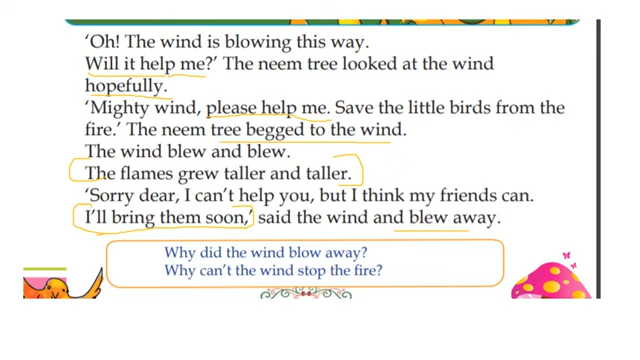 ‘Oh! The wind is blowing this way.
Will it help me?’ The neem tree looked at the wind
hopefully.
‘Mighty wind, please help me. Save the little birds from the
fire.’ The neem tree begged to the wind.
The wind blew and blew.
The flames grew taller and taller.
‘Sorry dear, I can’t help you, but I think my friends can.
I’ll bring them soon,’ said the wind and blew away.
Why did the wind blow away?
Why can’t the wind stop the fire?